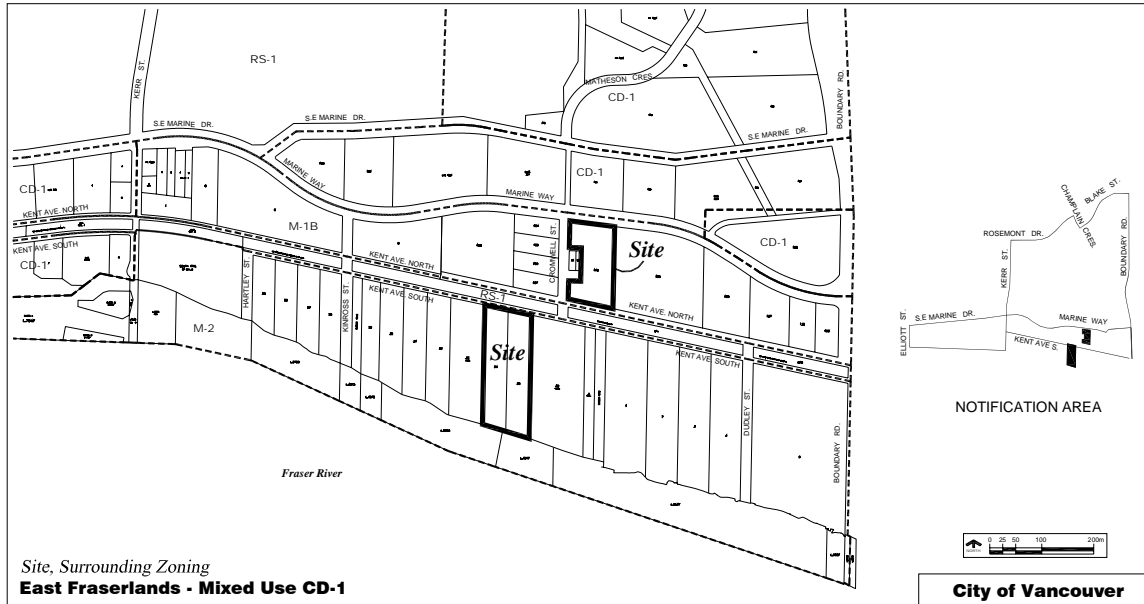 RS-1
KERR ST.
MATHESON CRES.
CD-1
BOUNDARY RD.
S.E MARINE DR.
S.E MARINE DR.
S.E MARINE DR.
MARINE WAY
MARINE WAY
CD-1
CD-1
KENT AVE. NORTH
M-1B
CROMWELL ST.
Site
CD-1
KENT AVE. SOUTH
CD-1
HARTLEY ST.
KENT AVE. NORTH
KINROSS ST.
KENT AVE. SOUTH
RS-1
KENT AVE. NORTH
M-2
Site
KENT AVE. SOUTH
DUDLEY ST.
BOUNDARY RD.
Fraser River
BLAKE ST.
CHAMPLAIN CRES.
ROSEMONT DR.
KERR ST.
BOUNDARY RD.
ELLIOTT ST.
S.E MARINE DR.
MARINE WAY
KENT AVE S.
NOTIFICATION AREA
NORTH
0 25 50 100 200m
Site, Surrounding Zoning
East Fraserlands - Mixed Use CD-1
City of Vancouver